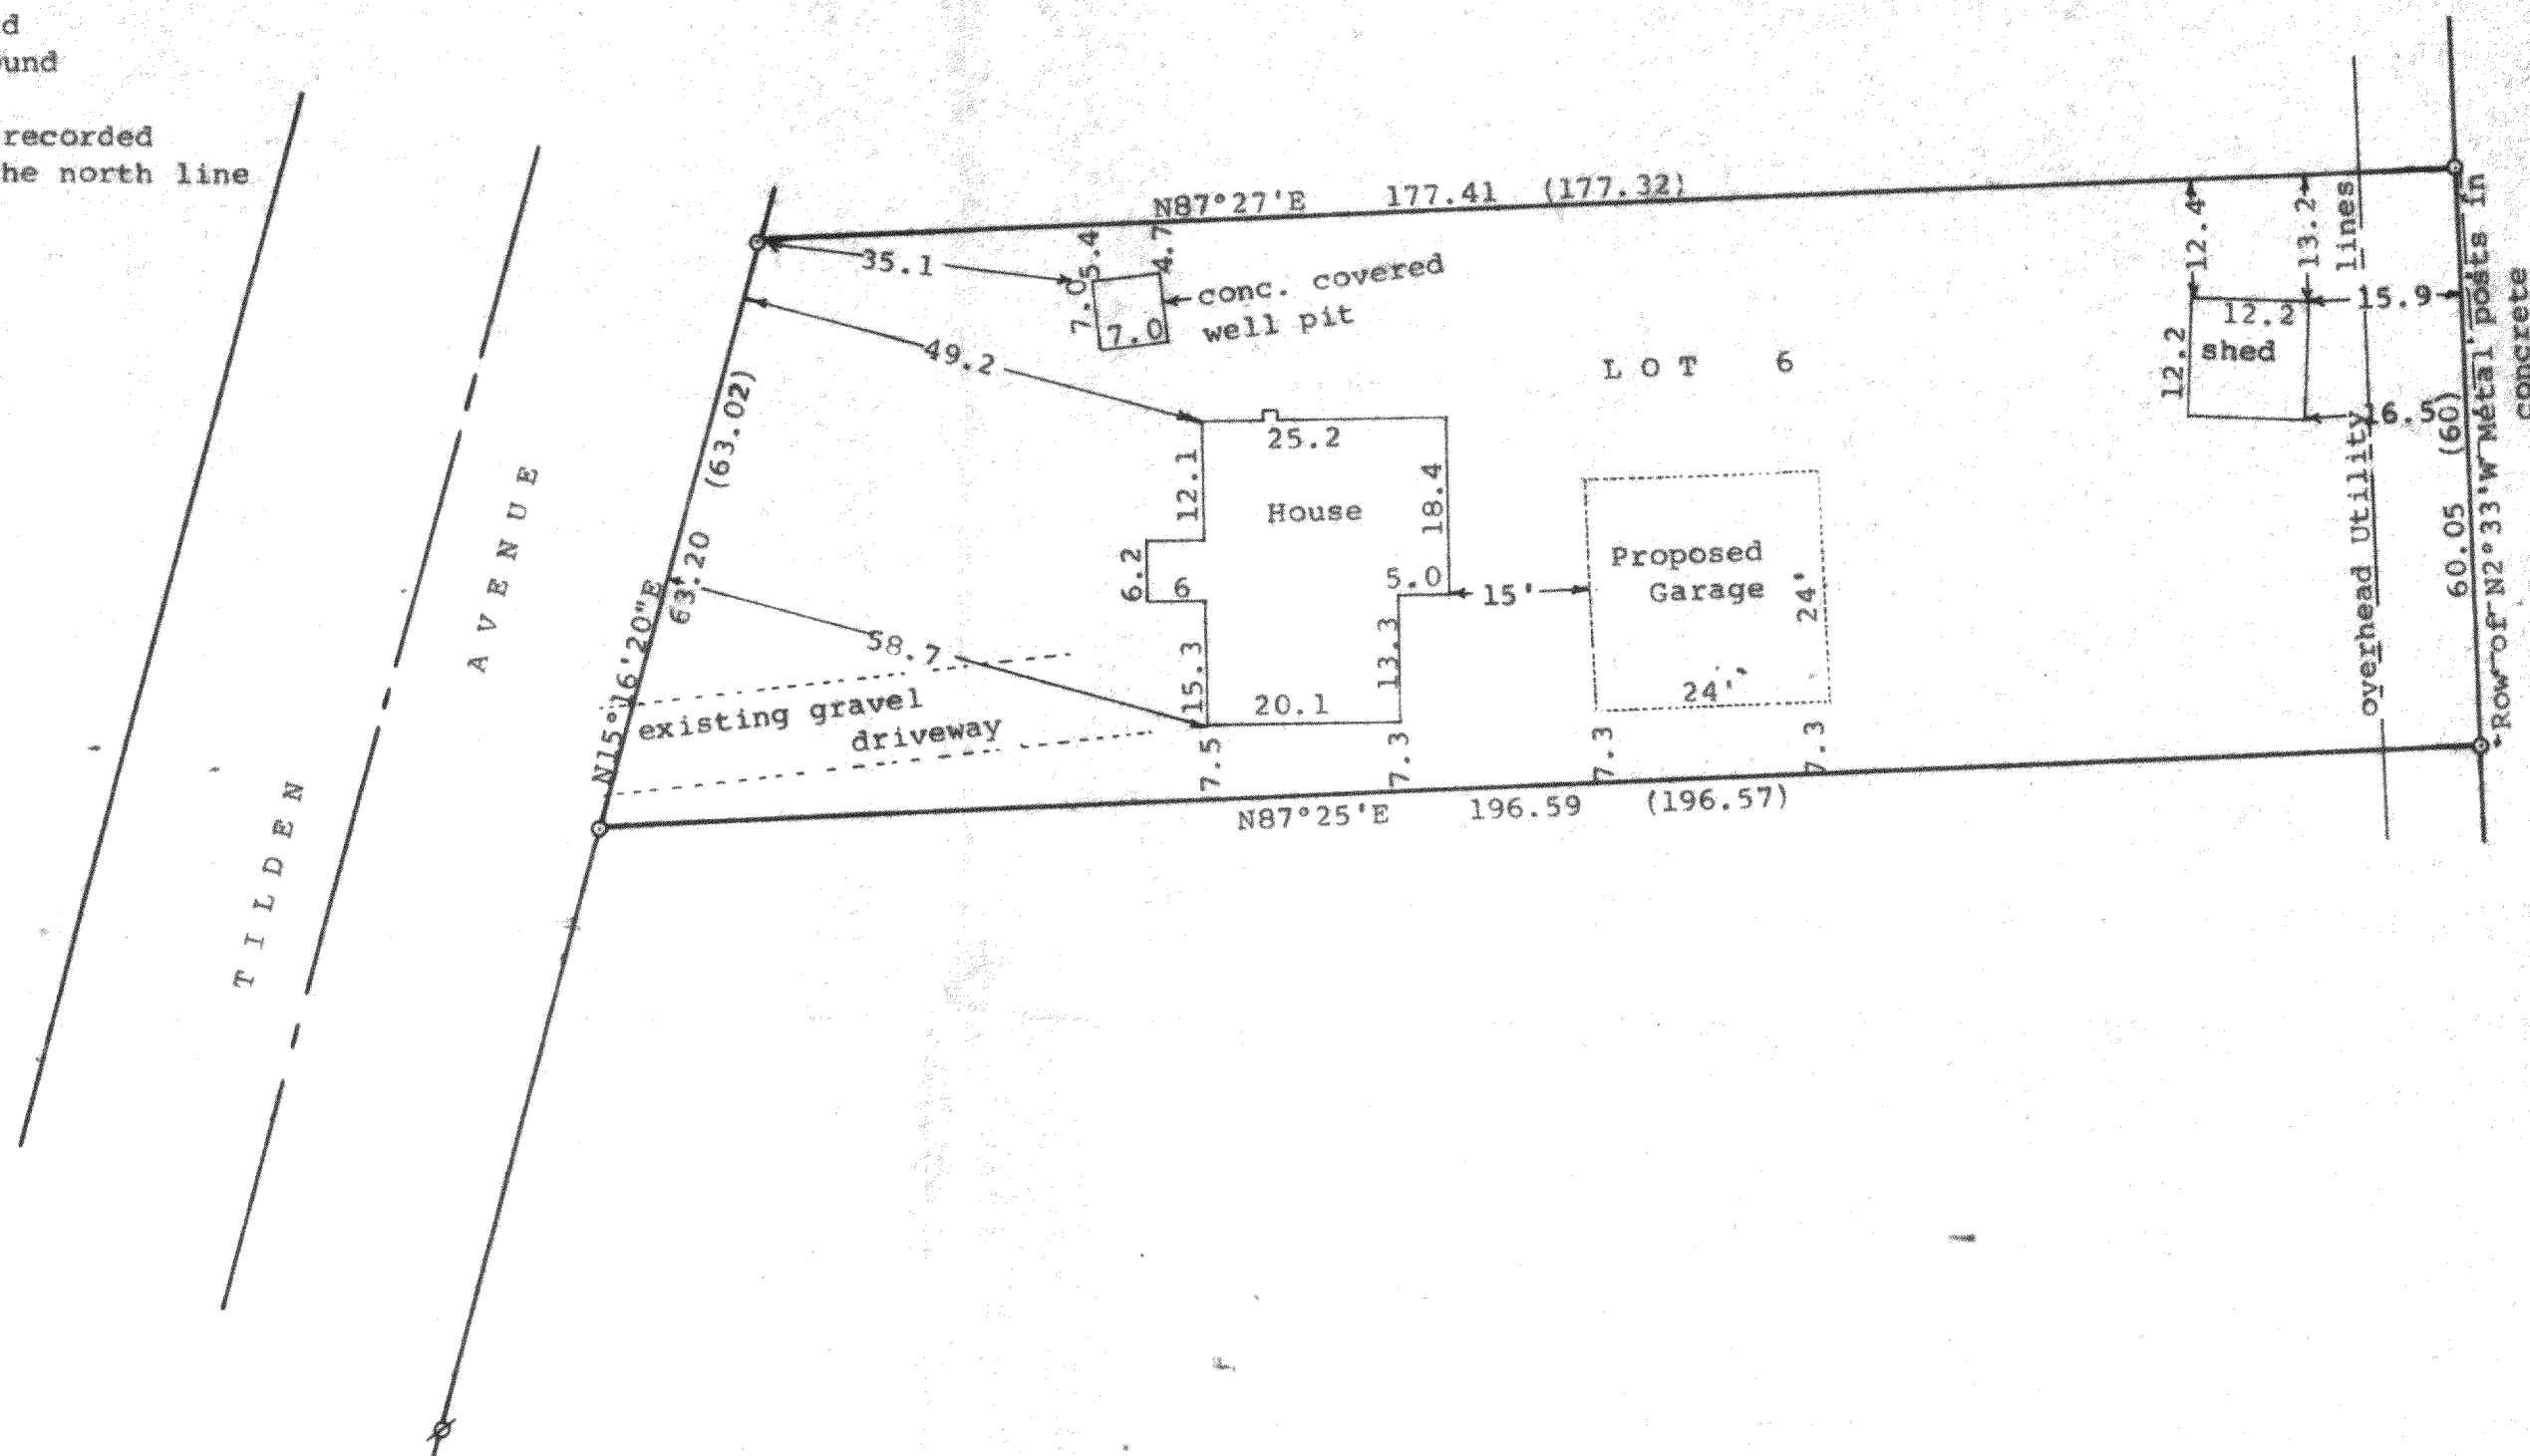 d
ound
recorded
he north line
N87°27'E 177.41 (177.32)
35.1
5.4
4.7
7.0
7.0
conc. covered
well pit
49.2
(63.02)
63.20
N15°16'20"E
TILDEN
AVENUE
LOT 6
25.2
12.1
House
18.4
6.2
6
5.0
15'
15.3
13.3
20.1
58.7
existing gravel
driveway
7.5
7.3
Proposed
Garage
24'
24'
7.3
7.3
N87°25'E 196.59 (196.57)
12.4
13.2
12.2
12.2
shed
15.9
16.5
overhead Utility lines
60.05 (60)
N2°33'W
Row of Metal posts in
concrete